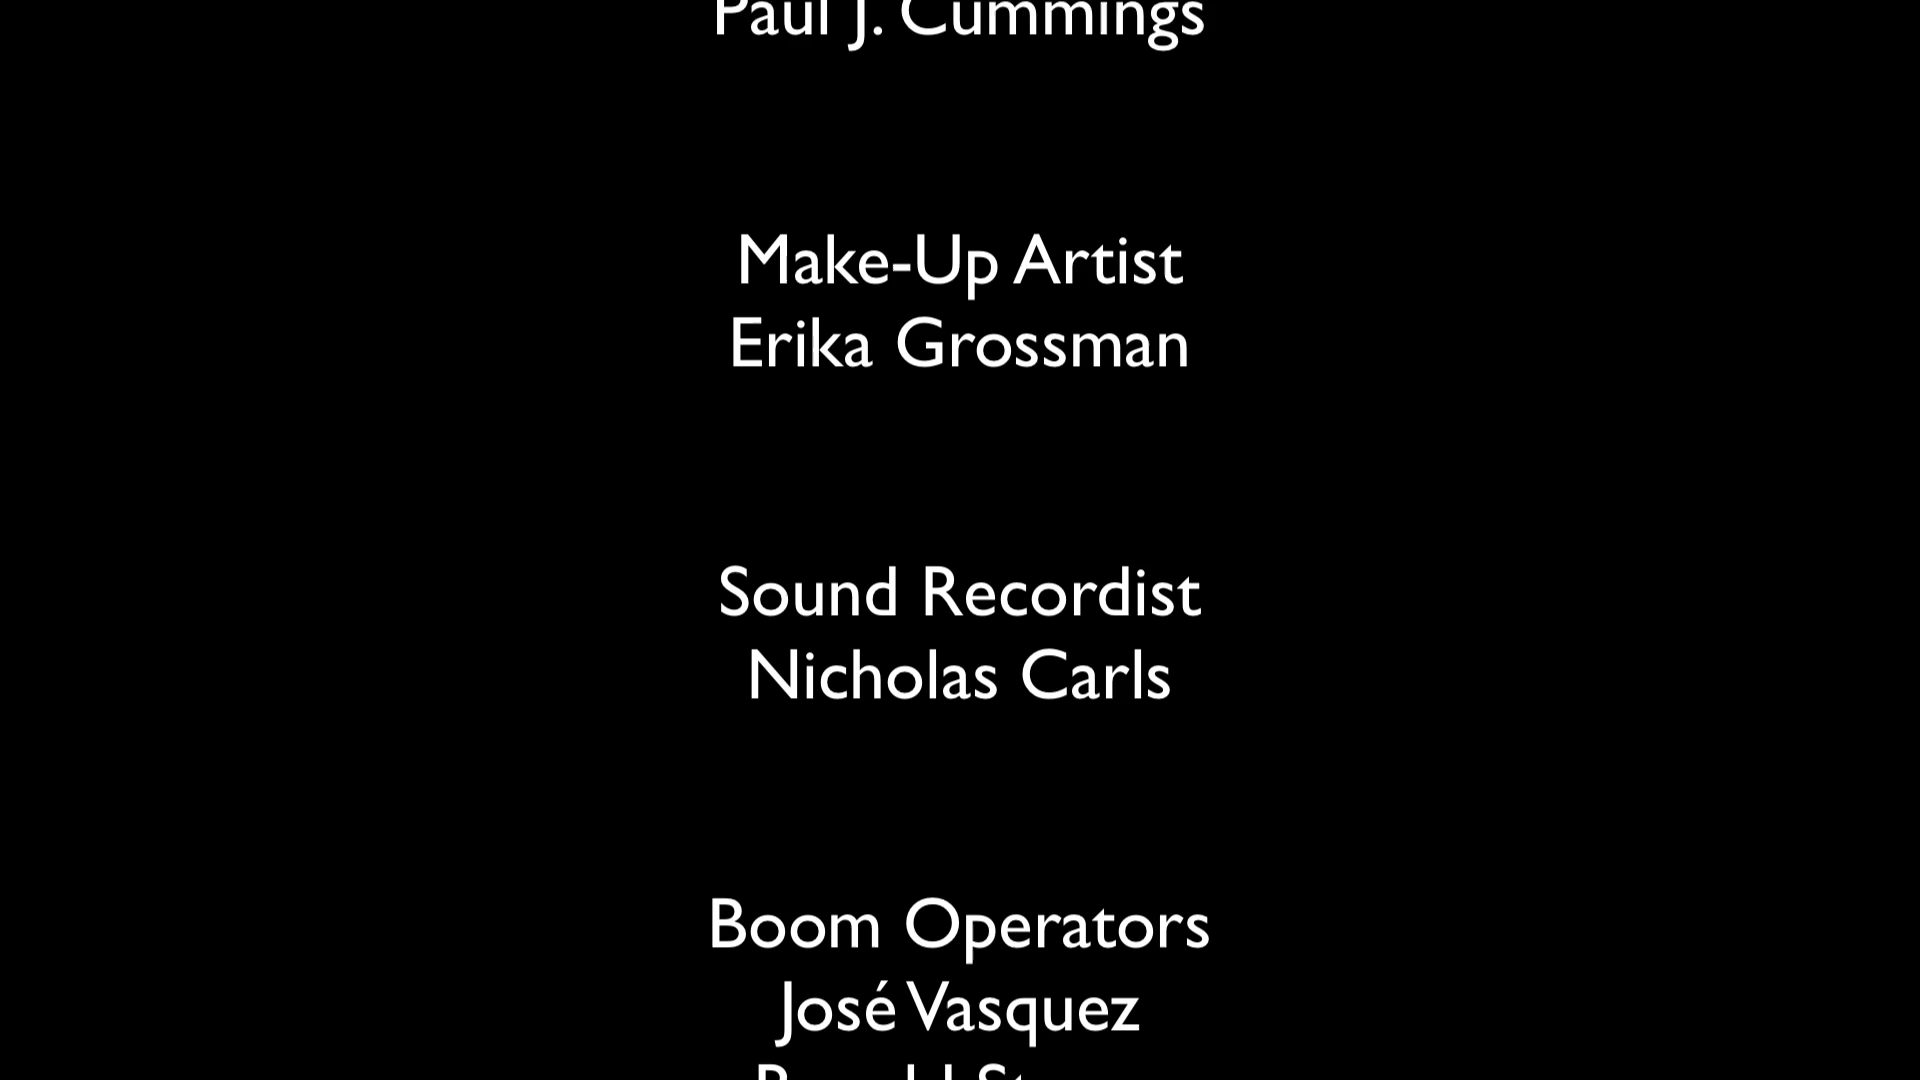 Paul J. Cummings
Make-Up Artist
Erika Grossman
Sound Recordist
Nicholas Carls
Boom Operators
José Vasquez